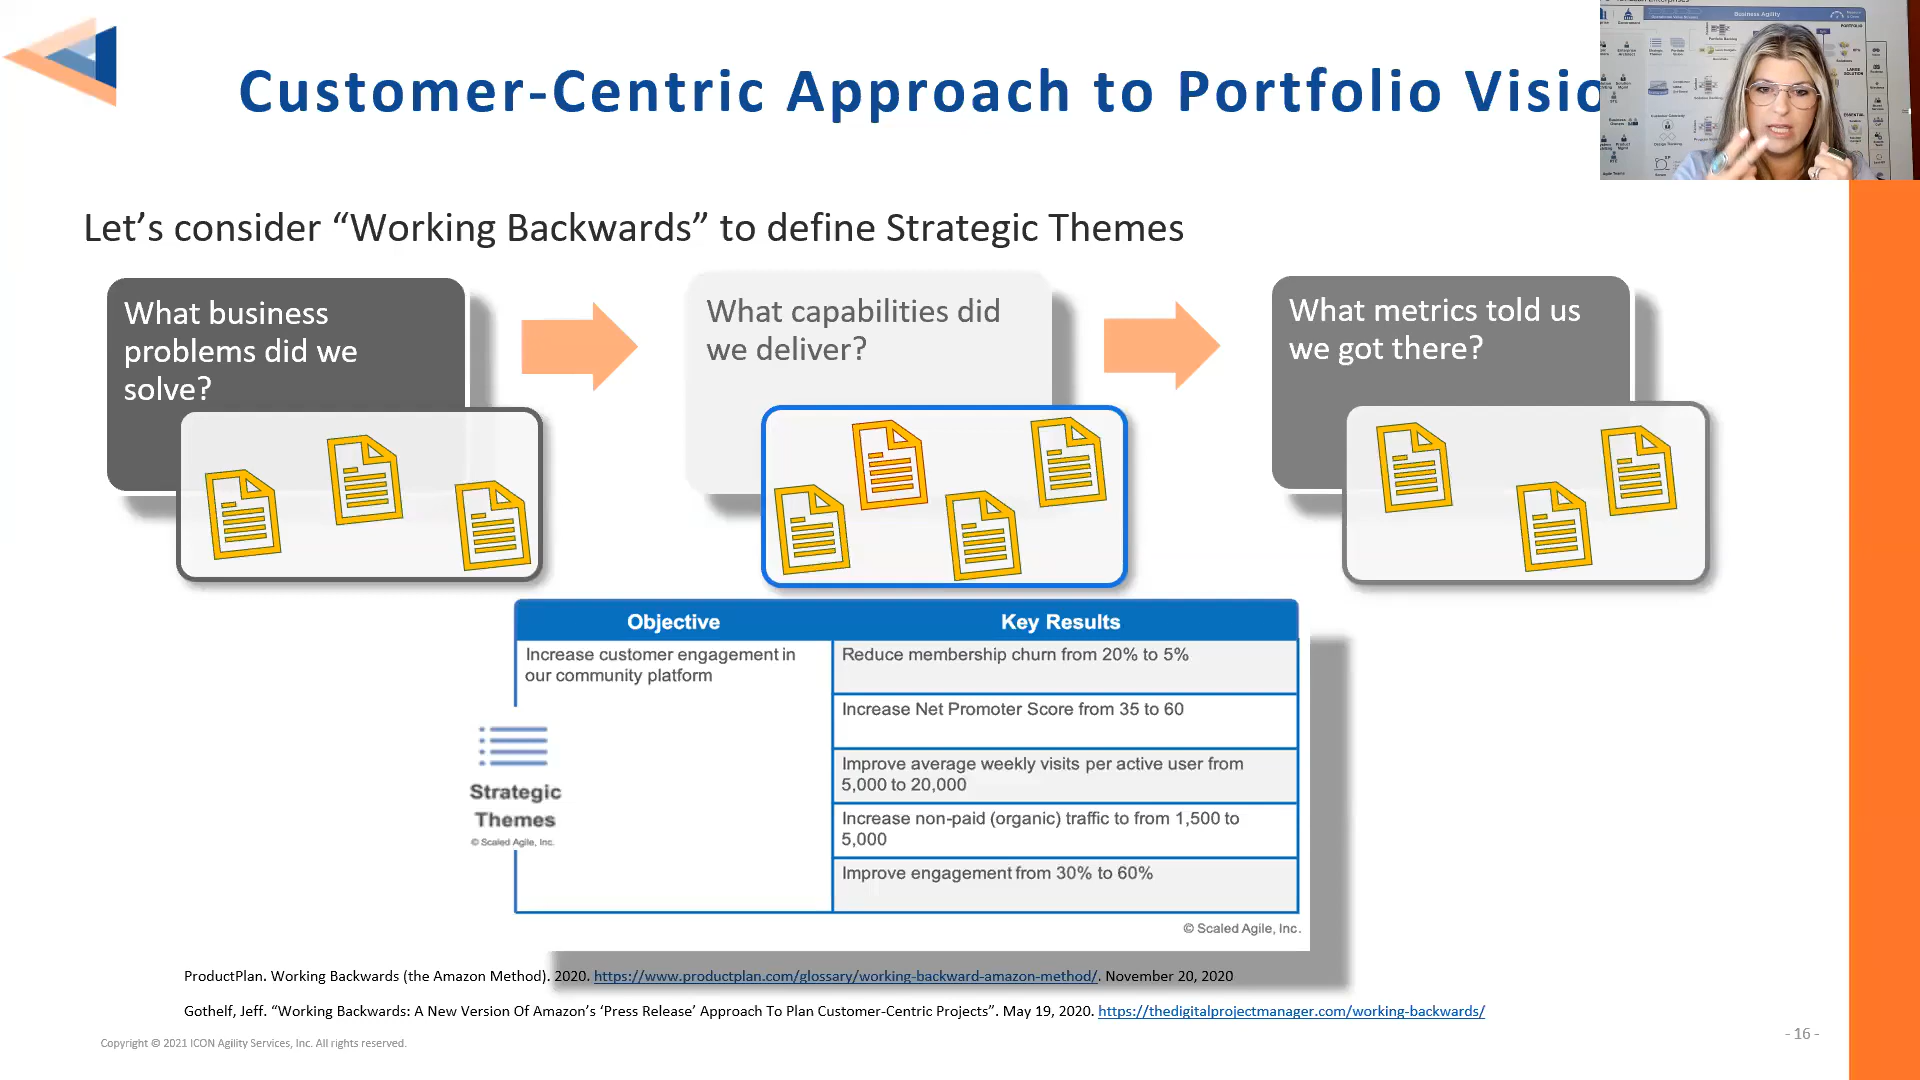 Customer-Centric Approach to Portfolio Visio
Business Agility
PORTFOLIO
Let’s consider “Working Backwards” to define Strategic Themes
What business
problems did we
solve?
What capabilities did
we deliver?
What metrics told us
we got there?
Objective
Key Results
Increase customer engagement in
our community platform
Reduce membership churn from 20% to 5%
Increase Net Promoter Score from 35 to 60
Improve average weekly visits per active user from
5,000 to 20,000
Increase non-paid (organic) traffic to from 1,500 to
5,000
Improve engagement from 30% to 60%
Strategic
Themes
© Scaled Agile, Inc.
© Scaled Agile, Inc.
ProductPlan. Working Backwards (the Amazon Method). 2020. https://www.productplan.com/glossary/working-backward-amazon-method/. November 20, 2020
Gothelf, Jeff. “Working Backwards: A New Version Of Amazon’s ‘Press Release’ Approach To Plan Customer-Centric Projects”. May 19, 2020. https://thedigitalprojectmanager.com/working-backwards/
Copyright © 2021 ICON Agility Services, Inc. All rights reserved.
- 16 -